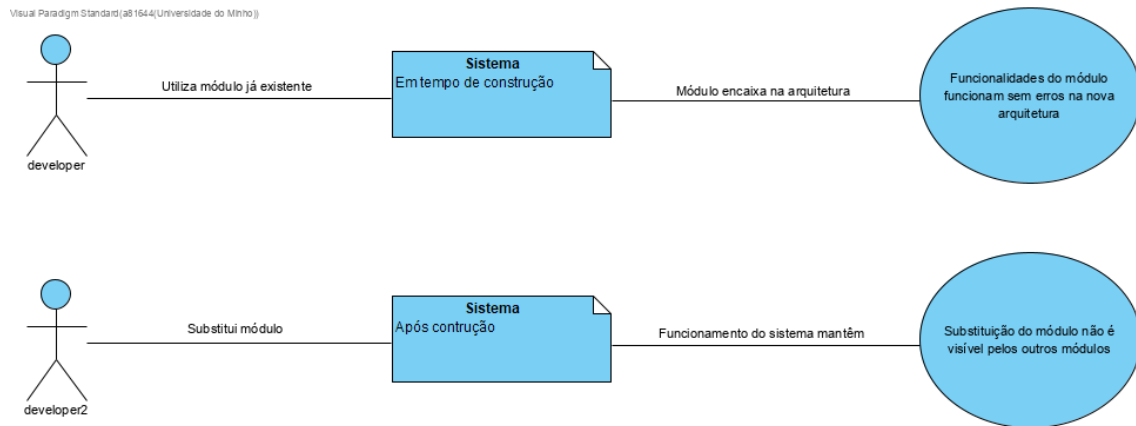 Visual Paradigm Standard(a81644(Universidade do Minho))
Sistema
Em tempo de construção
Utiliza módulo já existente
Módulo encaixa na arquitetura
Funcionalidades do módulo
funcionam sem erros na nova
arquitetura
developer
Sistema
Após contrução
Substitui módulo
Funcionamento do sistema mantêm
Substituição do módulo não é
visível pelos outros módulos
developer2